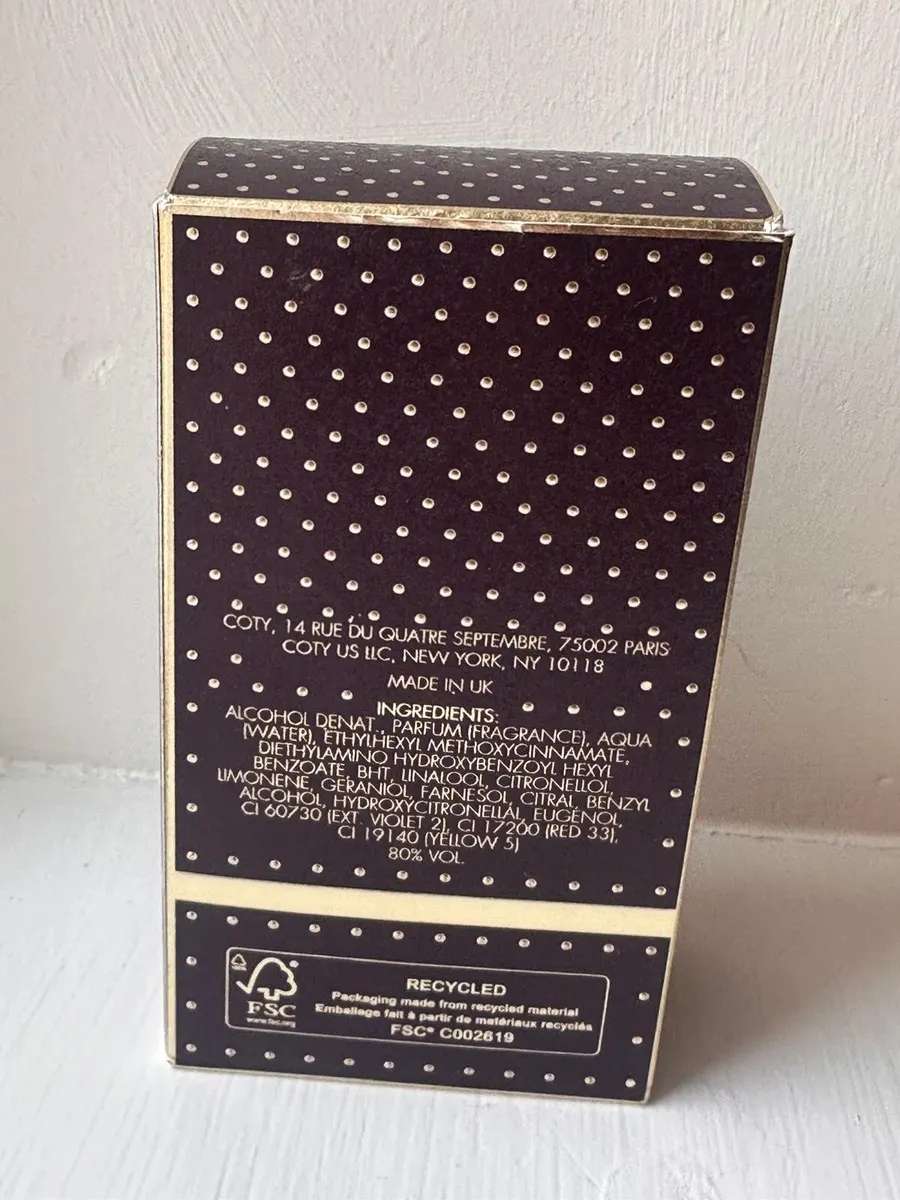 COTY, 14 RUE DU QUATRE SEPTEMBRE, 75002 PARIS
COTY US LLC, NEW YORK, NY 10118
MADE IN UK
INGREDIENTS:
ALCOHOL DENAT., PARFUM (FRAGRANCE), AQUA
(WATER), ETHYLHEXYL METHOXYCINNAMATE,
DIETHYLAMINO HYDROXYBENZOYL HEXYL
BENZOATE, BHT, LINALOOL, CITRONELLOL,
LIMONENE, GERANIOL, FARNESOL, CITRAL, BENZYL
ALCOHOL, HYDROXYCITRONELLAL, EUGENOL,
CI 60730 (EXT. VIOLET 2), CI 17200 (RED 33),
CI 19140 (YELLOW 5)
80% VOL.
FSC®
www.fsc.org
RECYCLED
Packaging made from recycled material
Emballage fait à partir de matériaux recyclés
FSC® C002619